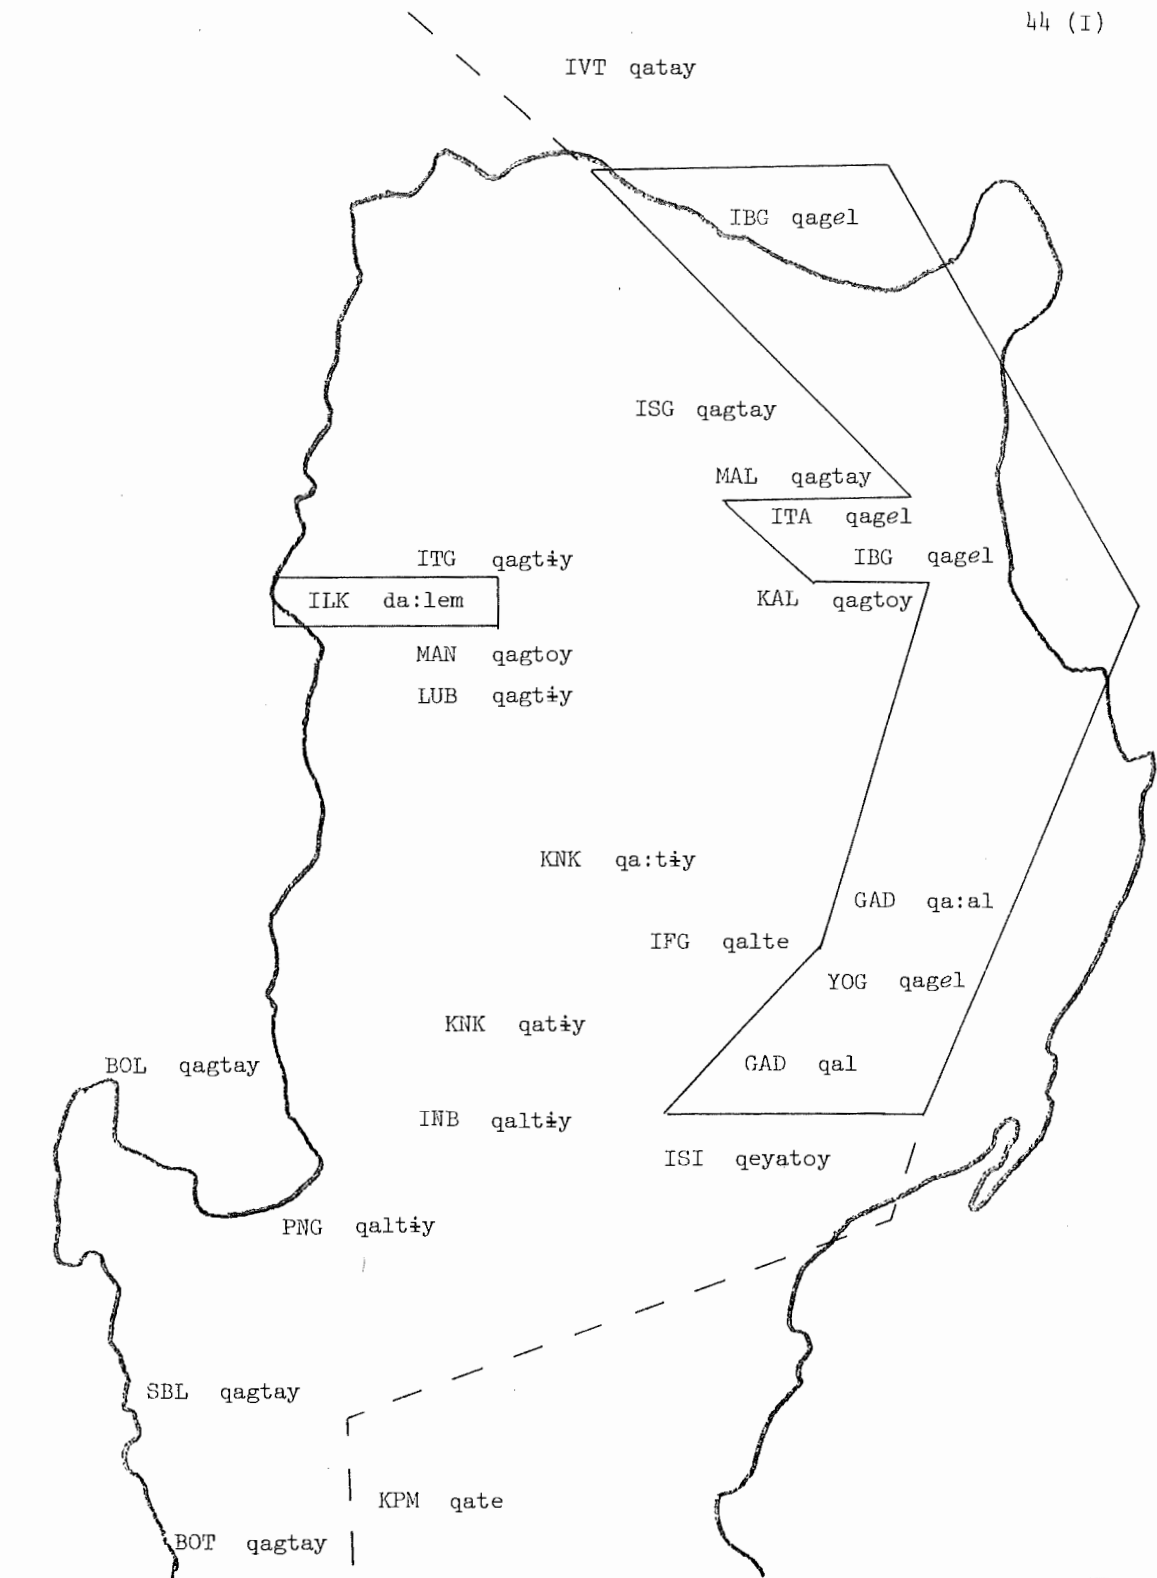 44 (I)
IVT qatay
IBG qagel
ISG qagtay
MAL qagtay
ITA qagel
IBG qagel
ITG qagtɨy
ILK da:lem
KAL qagtoy
MAN qagtoy
LUB qagtɨy
KNK qa:tɨy
GAD qa:al
IFG qalte
YOG qagel
KNK qatɨy
BOL qagtay
GAD qal
INB qaltɨy
ISI qeyatoy
PNG qaltɨy
SBL qagtay
KPM qate
BOT qagtay